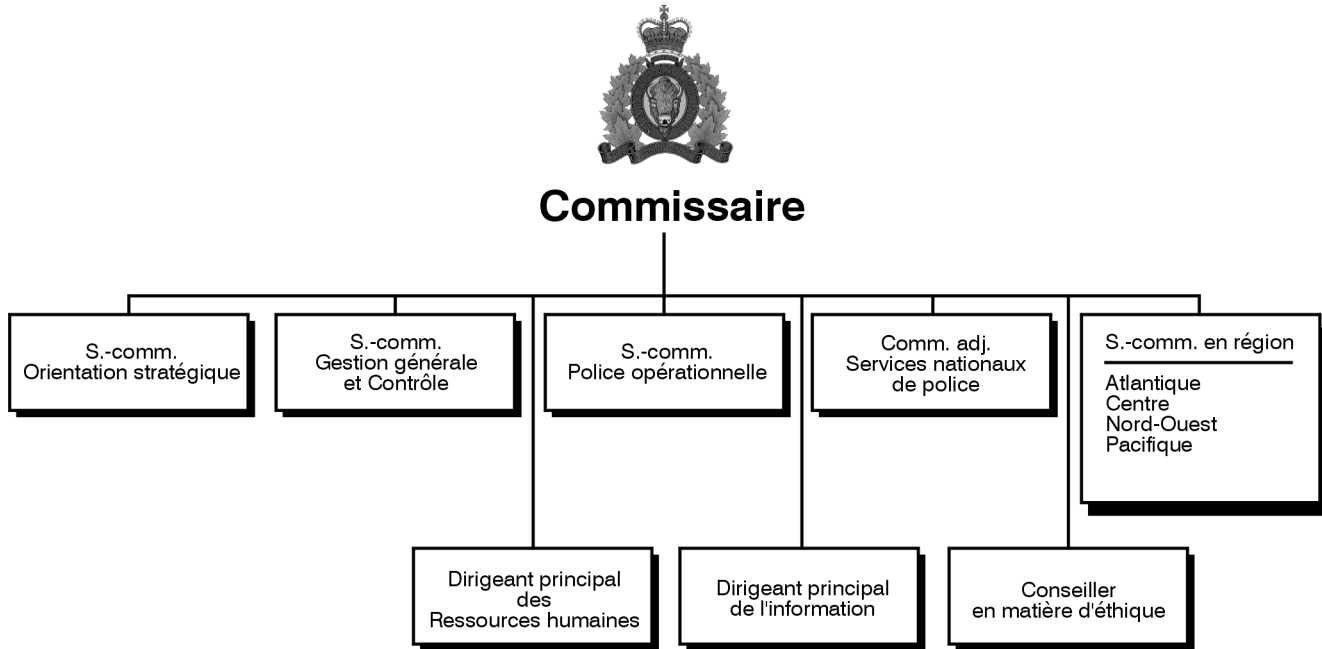 Commissaire
S.-comm.
Orientation stratégique
S.-comm.
Gestion générale
et Contrôle
S.-comm.
Police opérationnelle
Comm. adj.
Services nationaux
de police
S.-comm. en région
Atlantique
Centre
Nord-Ouest
Pacifique
Dirigeant principal
des
Ressources humaines
Dirigeant principal
de l'information
Conseiller
en matière d'éthique